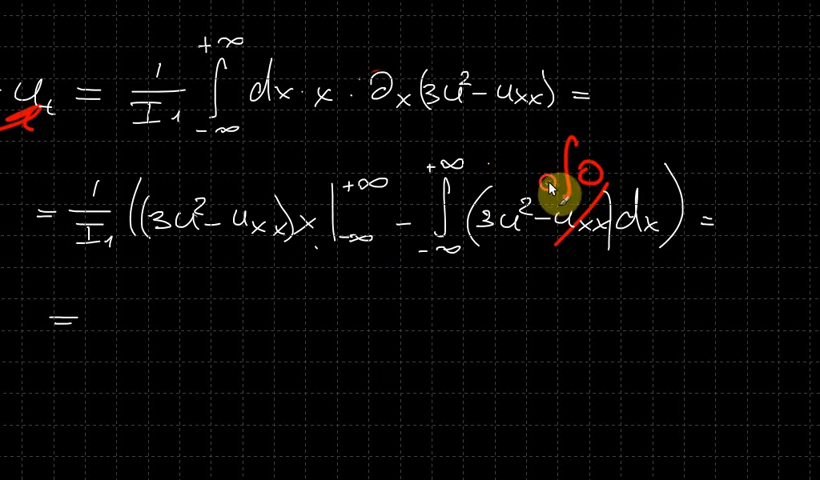 · u_t = 1/I_1 ∫_{-∞}^{+∞} dx · x · ∂_x (3u² - u_xx) =
= 1/I_1 ((3u² - u_xx) x |_{-∞}^{+∞} - ∫_{-∞}^{+∞} (3u² - u_xx) dx) =
=